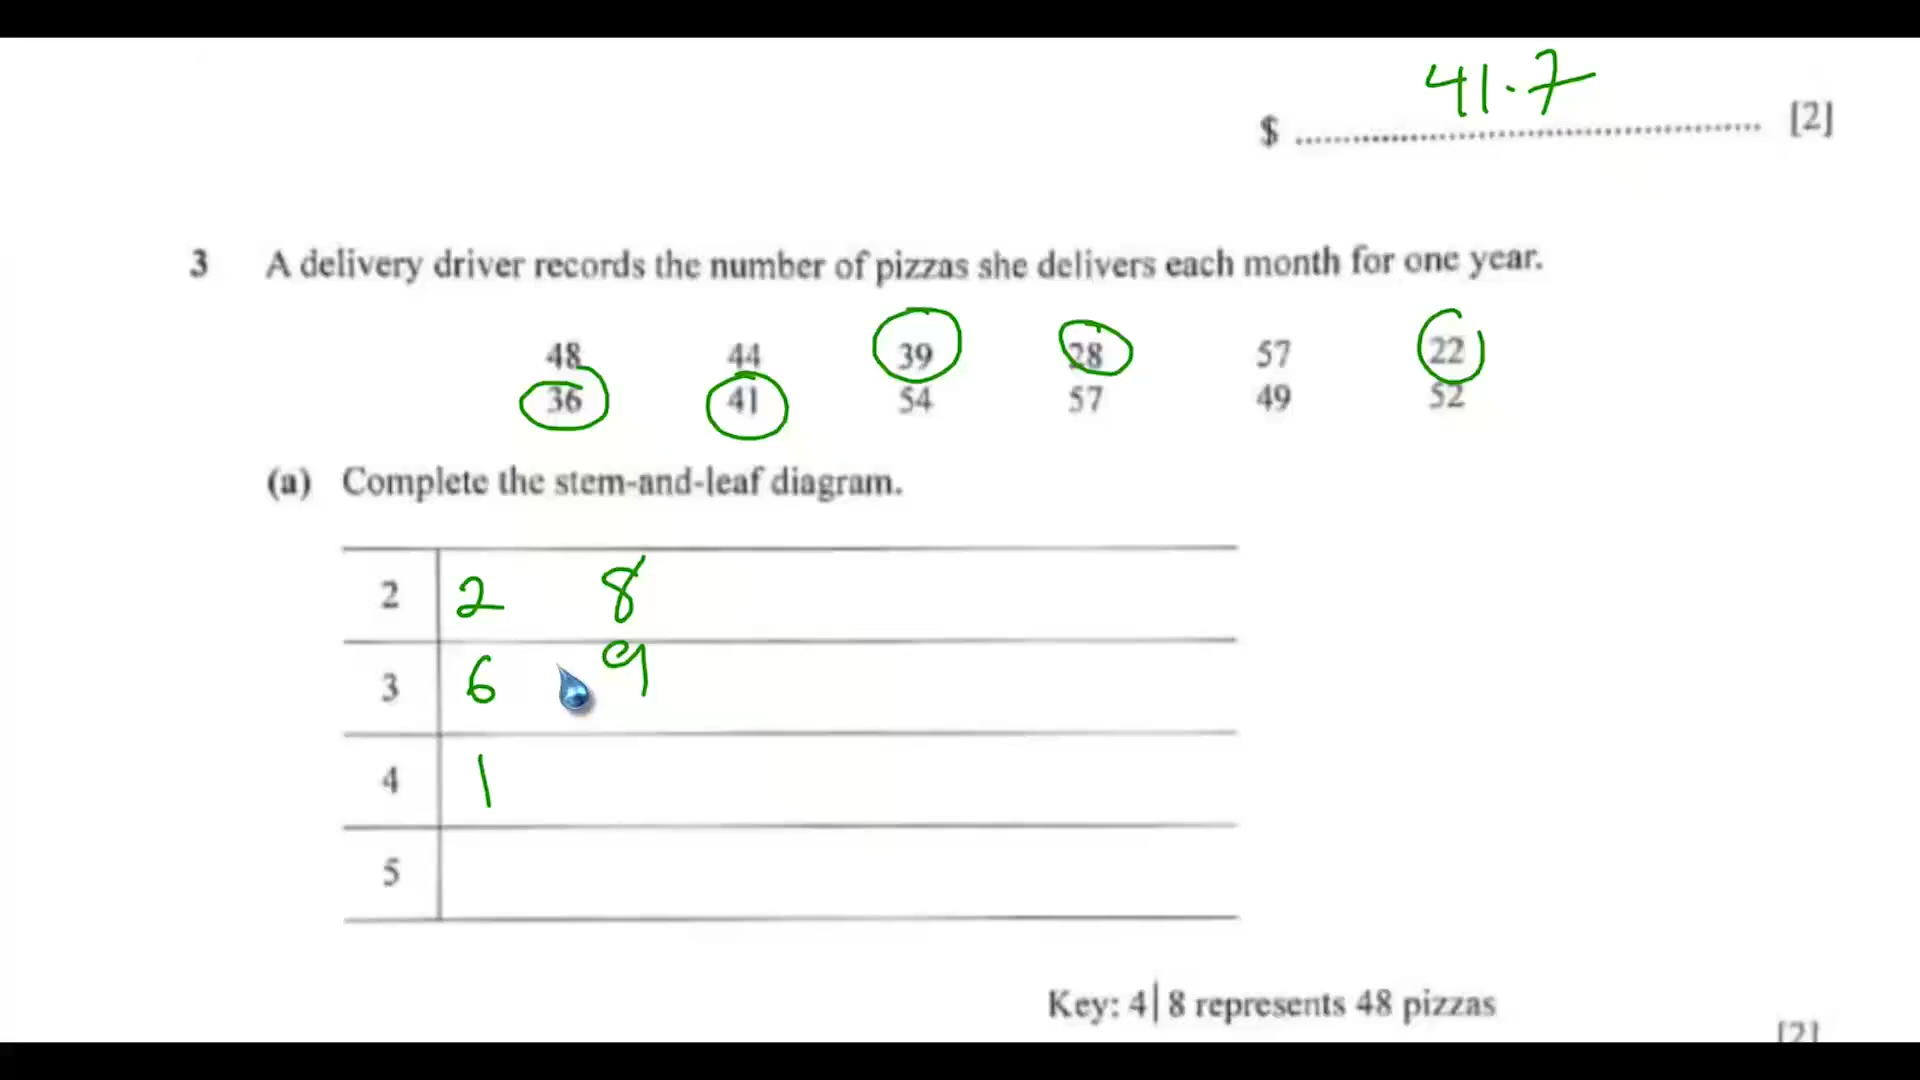 41.7
$ ........................................ [2]
3 A delivery driver records the number of pizzas she delivers each month for one year.
48 44 39 28 57 22
36 41 54 57 49 52
(a) Complete the stem-and-leaf diagram.
2 2 8
3 6 9
4 1
5
Key: 4|8 represents 48 pizzas
[2]